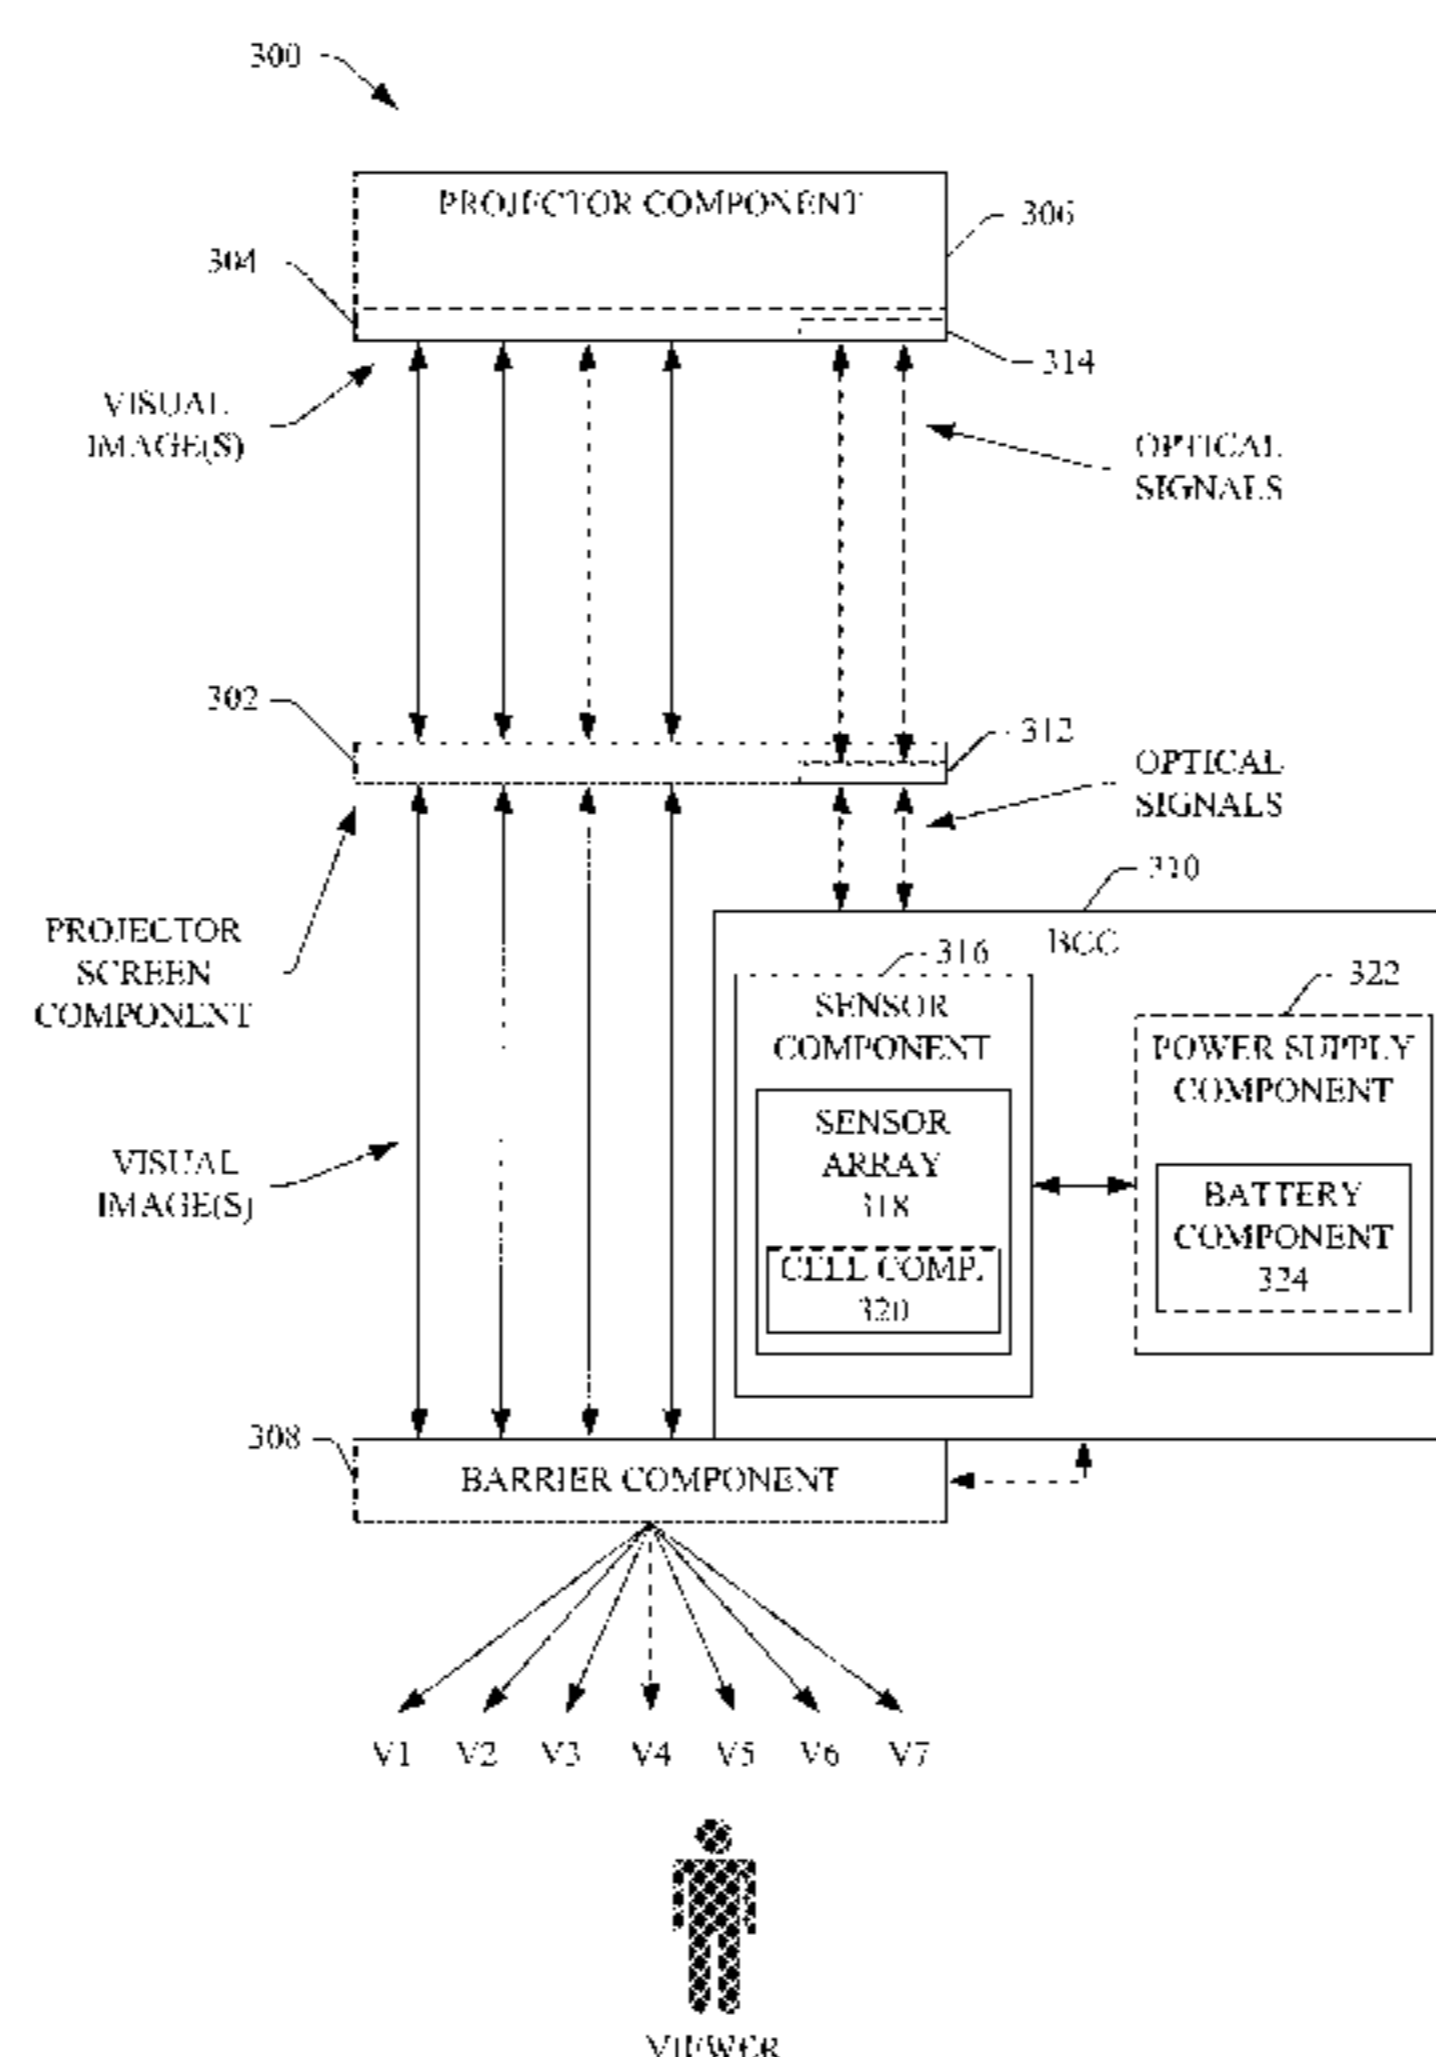 300
PROJECTOR COMPONENT
306
304
314
VISUAL
IMAGE(S)
OPTICAL
SIGNALS
302
312
OPTICAL
SIGNALS
310
BCC
PROJECTOR
SCREEN
COMPONENT
316
SENSOR
COMPONENT
322
POWER SUPPLY
COMPONENT
SENSOR
ARRAY
318
VISUAL
IMAGE(S)
BATTERY
COMPONENT
324
CELL COMP.
320
308
BARRIER COMPONENT
V1 V2 V3 V4 V5 V6 V7
VIEWER